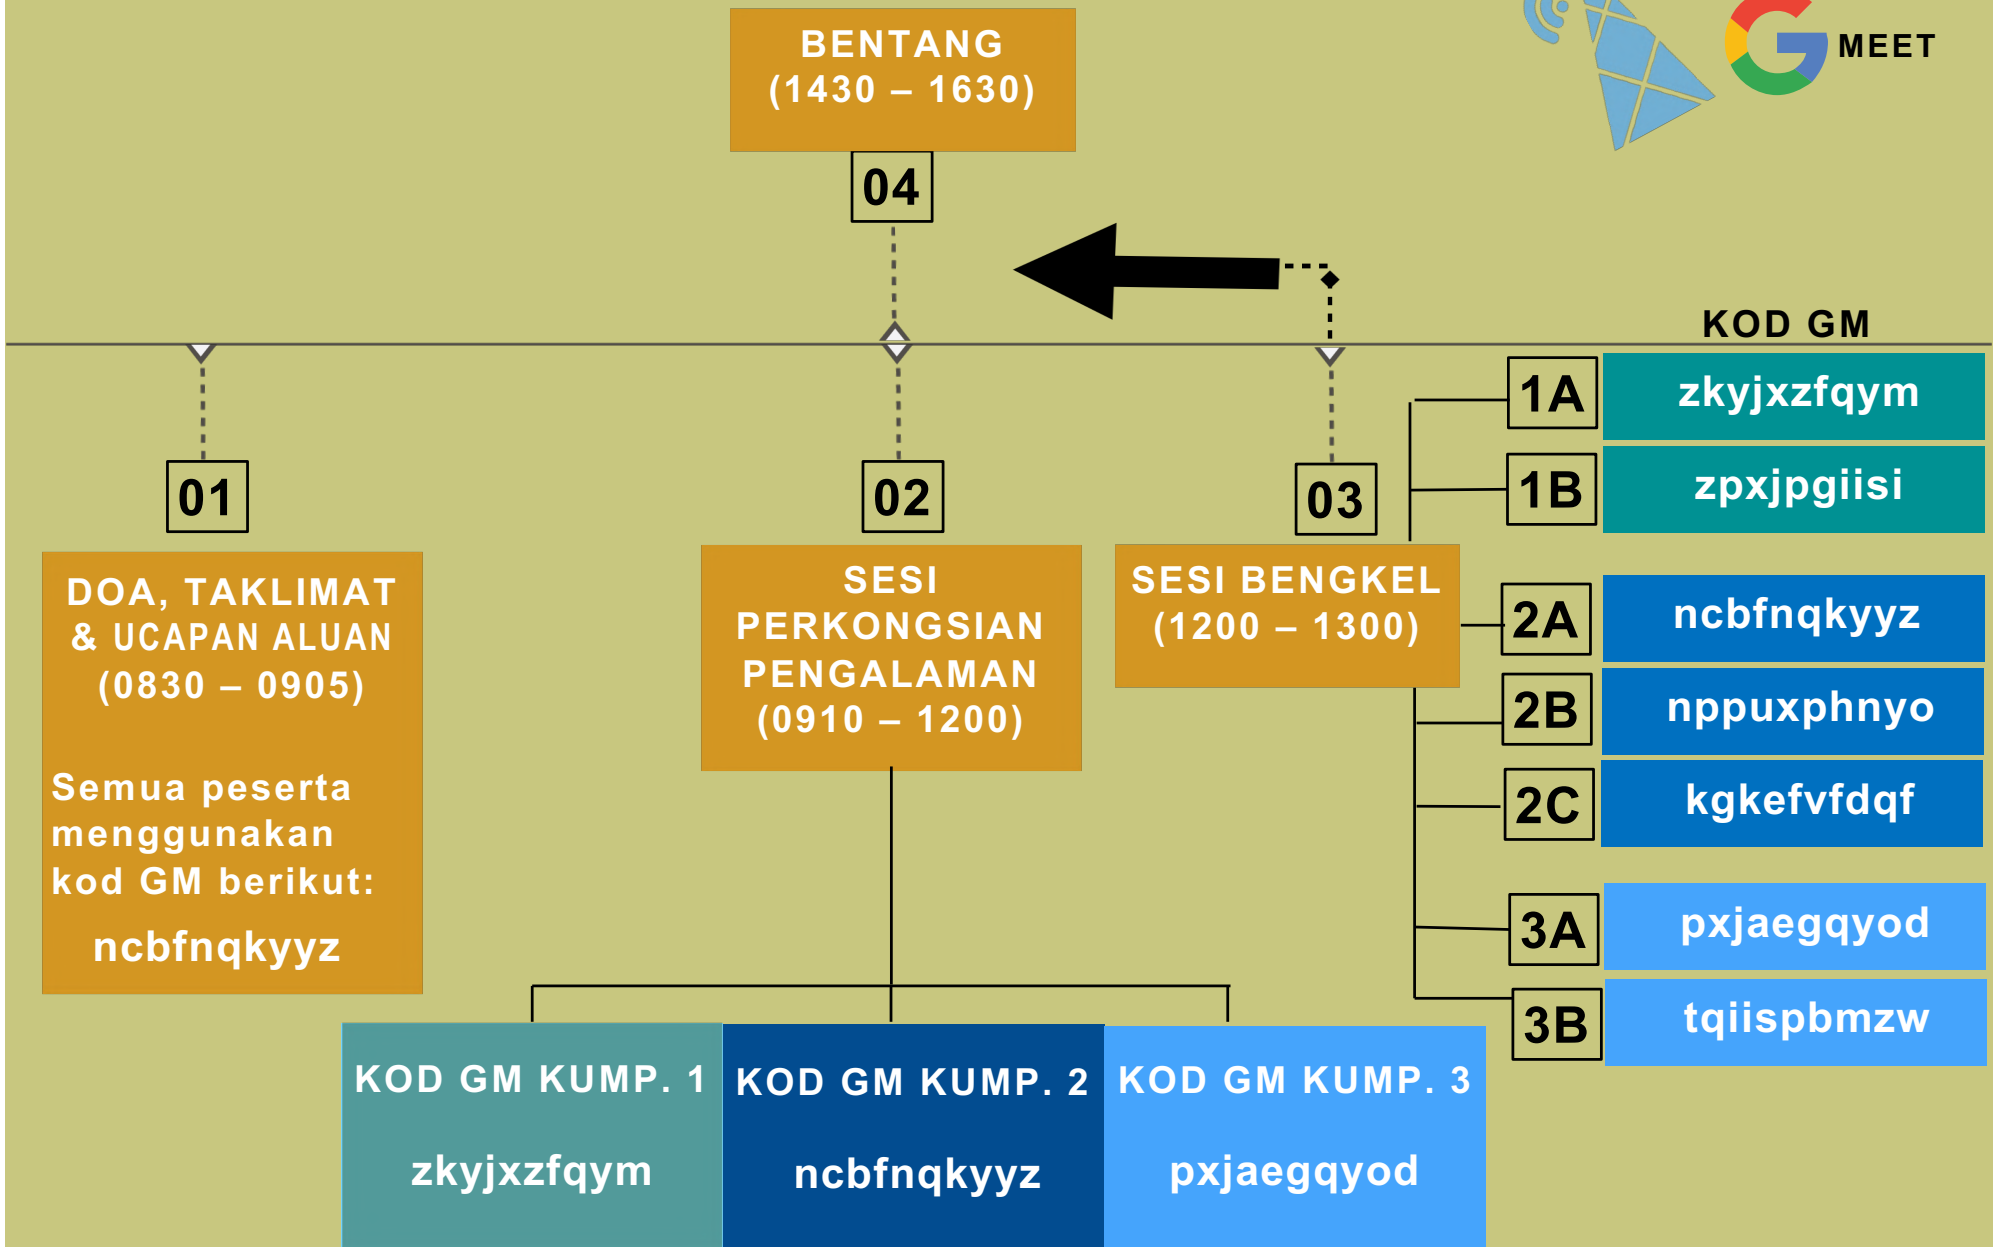 BENTANG
(1430 – 1630)
MEET
04
KOD GM
1A
zkyjxzfqym
1B
zpxjpgiisi
01
02
03
DOA, TAKLIMAT
& UCAPAN ALUAN
(0830 – 0905)
Semua peserta
menggunakan
kod GM berikut:
ncbfnqkyyz
SESI
PERKONGSIAN
PENGALAMAN
(0910 – 1200)
SESI BENGKEL
(1200 – 1300)
2A
ncbfnqkyyz
2B
nppuxphnyo
2C
kgkefvfdqf
3A
pxjaegqyod
3B
tqiispbmzw
KOD GM KUMP. 1
zkyjxzfqym
KOD GM KUMP. 2
ncbfnqkyyz
KOD GM KUMP. 3
pxjaegqyod